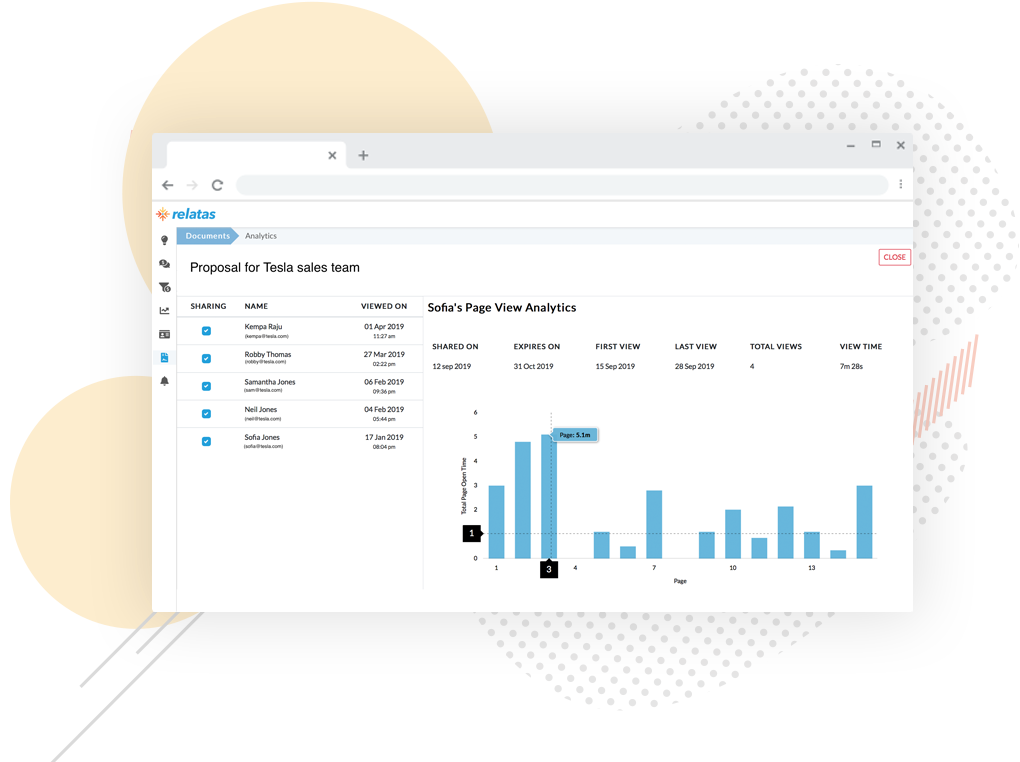 relatas
Documents
Analytics
CLOSE
Proposal for Tesla sales team
SHARING NAME VIEWED ON
Kempa Raju 01 Apr 2019
(kempa@tesla.com) 11:27 am
Robby Thomas 27 Mar 2019
(robby@tesla.com) 02:22 pm
Samantha Jones 06 Feb 2019
(sam@tesla.com) 09:36 pm
Neil Jones 04 Feb 2019
(neil@tesla.com) 05:44 pm
Sofia Jones 17 Jan 2019
(sofia@tesla.com) 08:04 pm
Sofia's Page View Analytics
SHARED ON EXPIRES ON FIRST VIEW LAST VIEW TOTAL VIEWS VIEW TIME
12 sep 2019 31 Oct 2019 15 Sep 2019 28 Sep 2019 4 7m 28s
Total Page Open Time
6
5
4
3
2
1
0
Page: 5.1m
1 3 4 7 10 13
Page